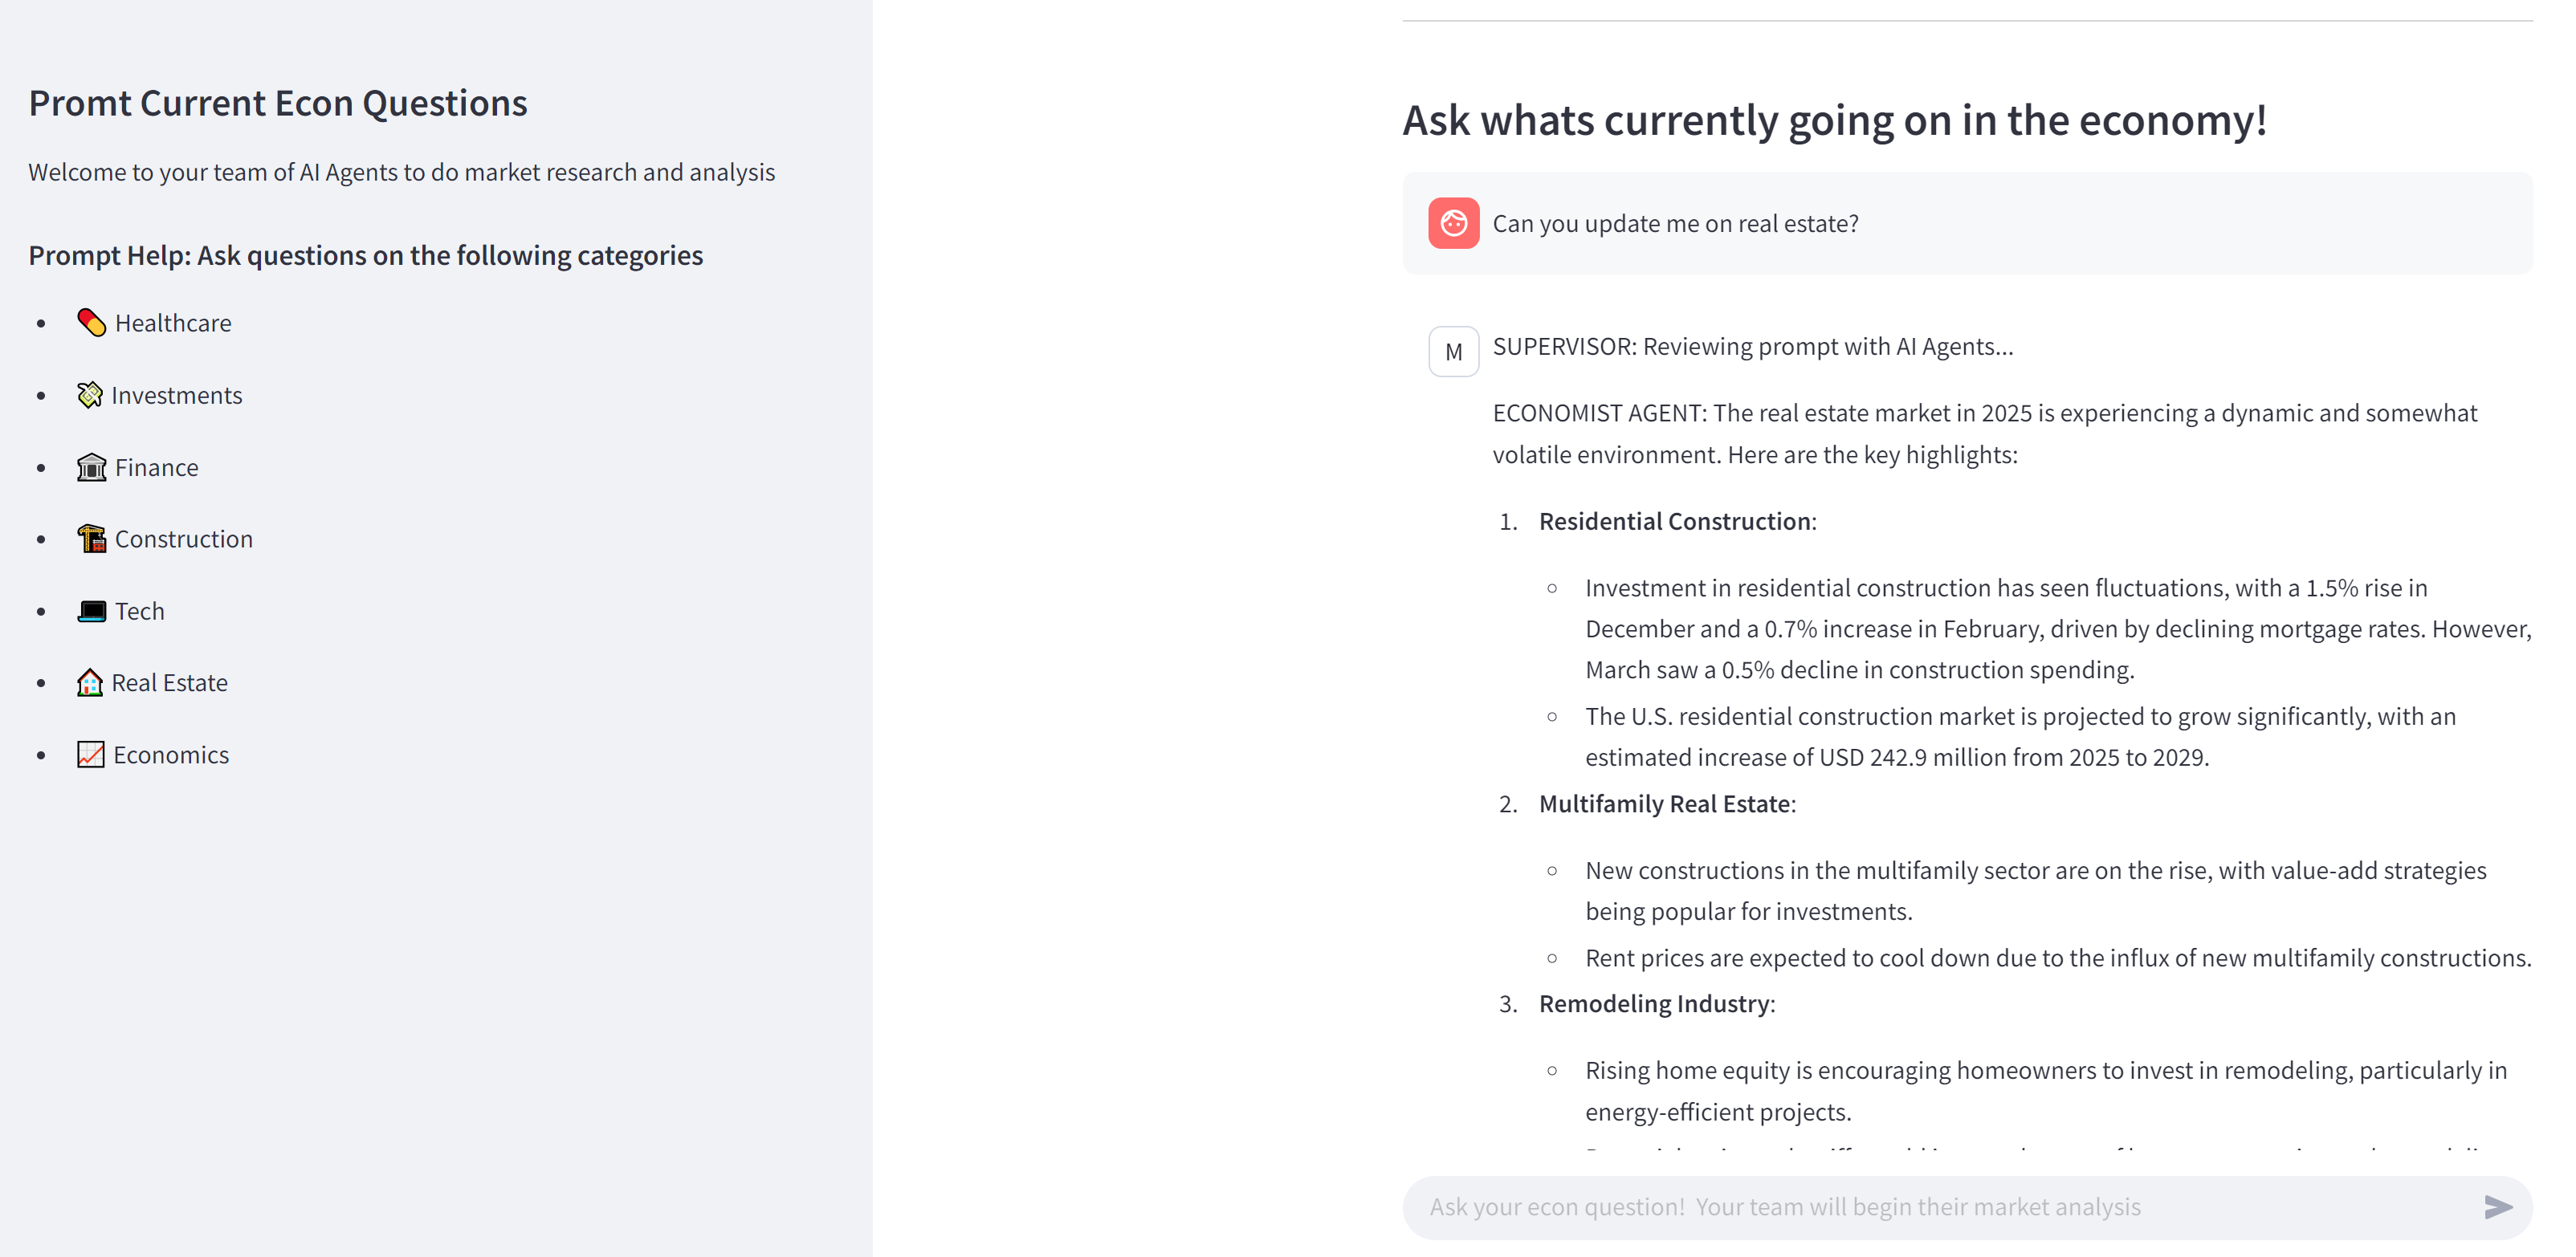 Promt Current Econ Questions
Welcome to your team of AI Agents to do market research and analysis
Prompt Help: Ask questions on the following categories
Healthcare
Investments
Finance
Construction
Tech
Real Estate
Economics
Ask whats currently going on in the economy!
Can you update me on real estate?
M
SUPERVISOR: Reviewing prompt with AI Agents...
ECONOMIST AGENT: The real estate market in 2025 is experiencing a dynamic and somewhat
volatile environment. Here are the key highlights:
1. Residential Construction:
Investment in residential construction has seen fluctuations, with a 1.5% rise in
December and a 0.7% increase in February, driven by declining mortgage rates. However,
March saw a 0.5% decline in construction spending.
The U.S. residential construction market is projected to grow significantly, with an
estimated increase of USD 242.9 million from 2025 to 2029.
2. Multifamily Real Estate:
New constructions in the multifamily sector are on the rise, with value-add strategies
being popular for investments.
Rent prices are expected to cool down due to the influx of new multifamily constructions.
3. Remodeling Industry:
Rising home equity is encouraging homeowners to invest in remodeling, particularly in
energy-efficient projects.
Ask your econ question! Your team will begin their market analysis